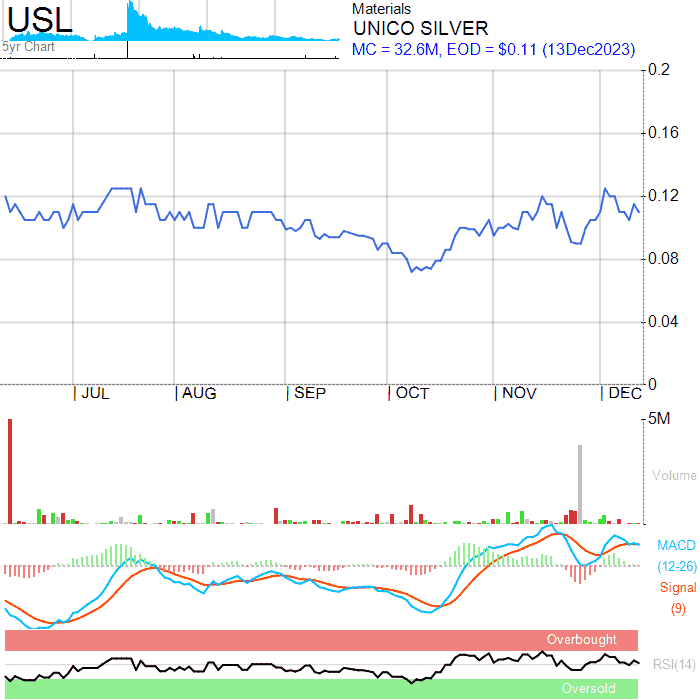 USL
5yr Chart
Materials
UNICO SILVER
MC = 32.6M, EOD = $0.11 (13Dec2023)
0.2
0.16
0.12
0.08
0.04
0
JUL AUG SEP OCT NOV DEC
5M
Volume
MACD
(12-26)
Signal
(9)
Overbought
RSI(14)
Oversold